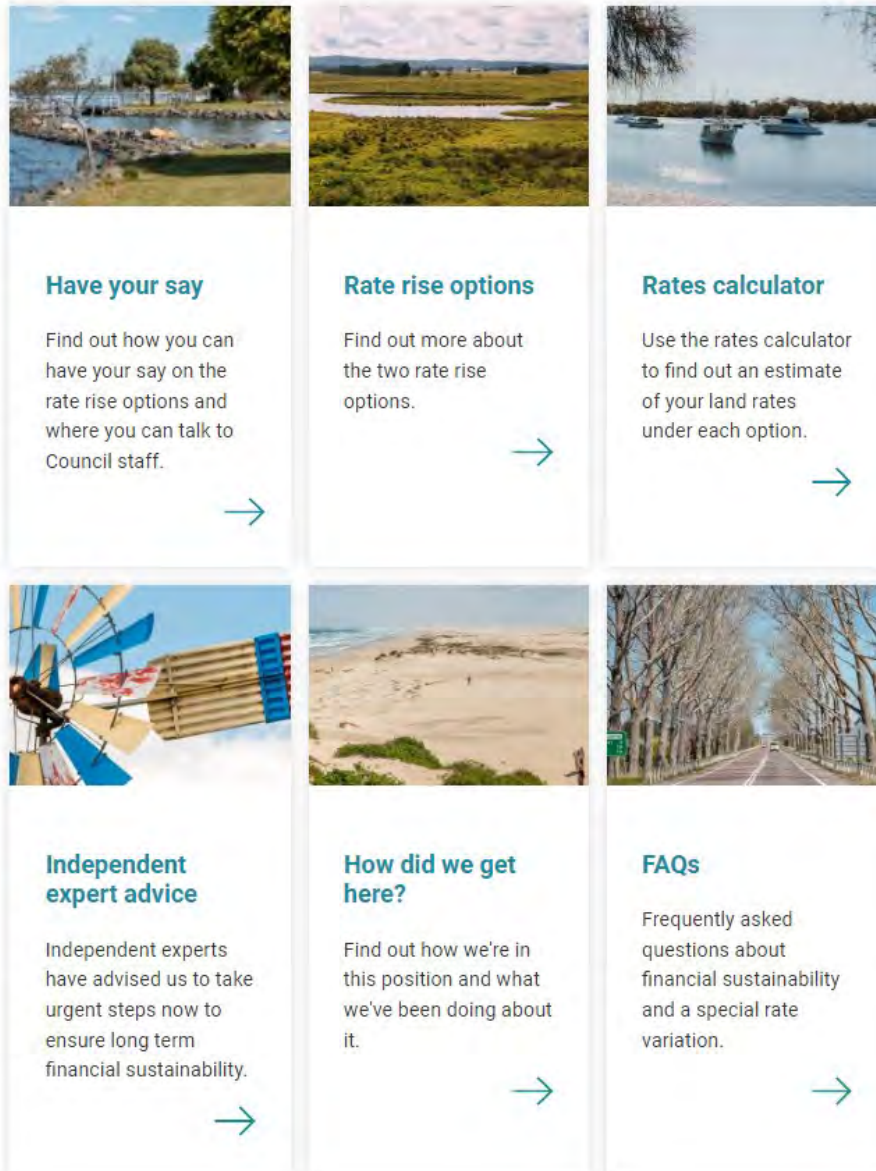 Have your say
Find out how you can
have your say on the
rate rise options and
where you can talk to
Council staff.
Rate rise options
Find out more about
the two rate rise
options.
Rates calculator
Use the rates calculator
to find out an estimate
of your land rates
under each option.
Independent
expert advice
Independent experts
have advised us to take
urgent steps now to
ensure long term
financial sustainability.
How did we get
here?
Find out how we're in
this position and what
we've been doing about
it.
FAQs
Frequently asked
questions about
financial sustainability
and a special rate
variation.